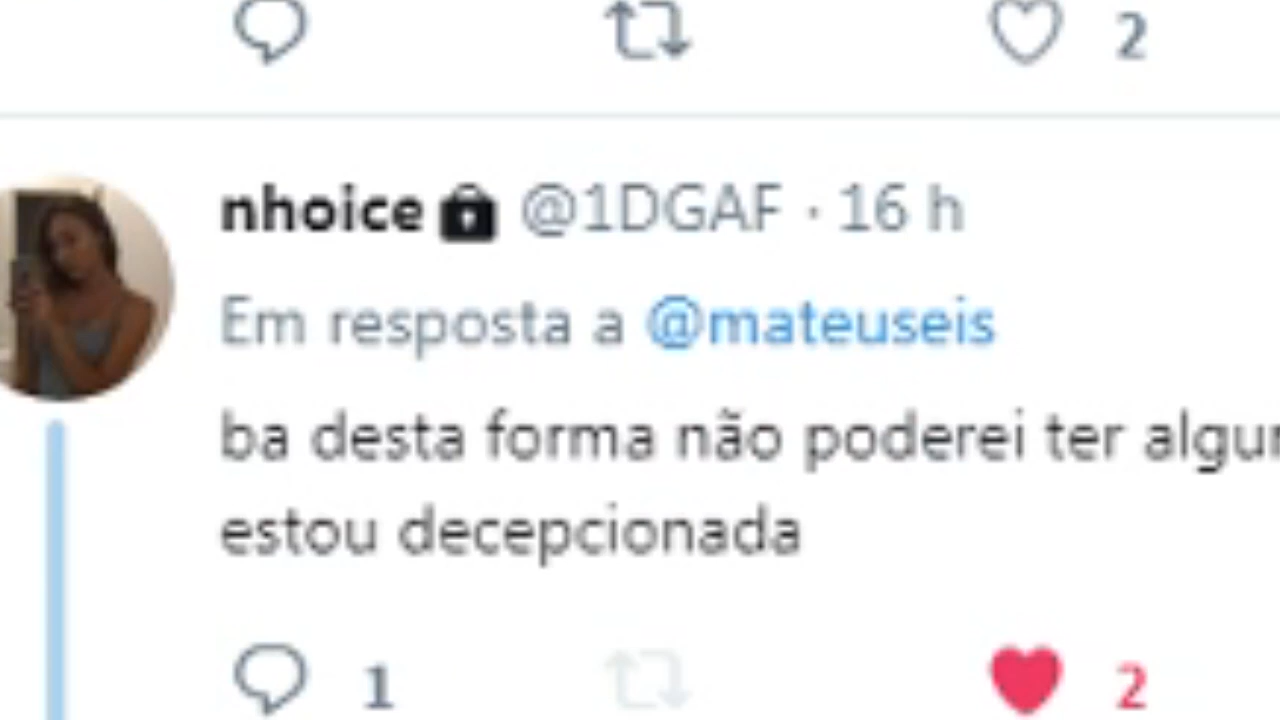 2
nhoice @1DGAF · 16 h
Em resposta a @mateuseis
ba desta forma não poderei ter
estou decepcionada
1 2